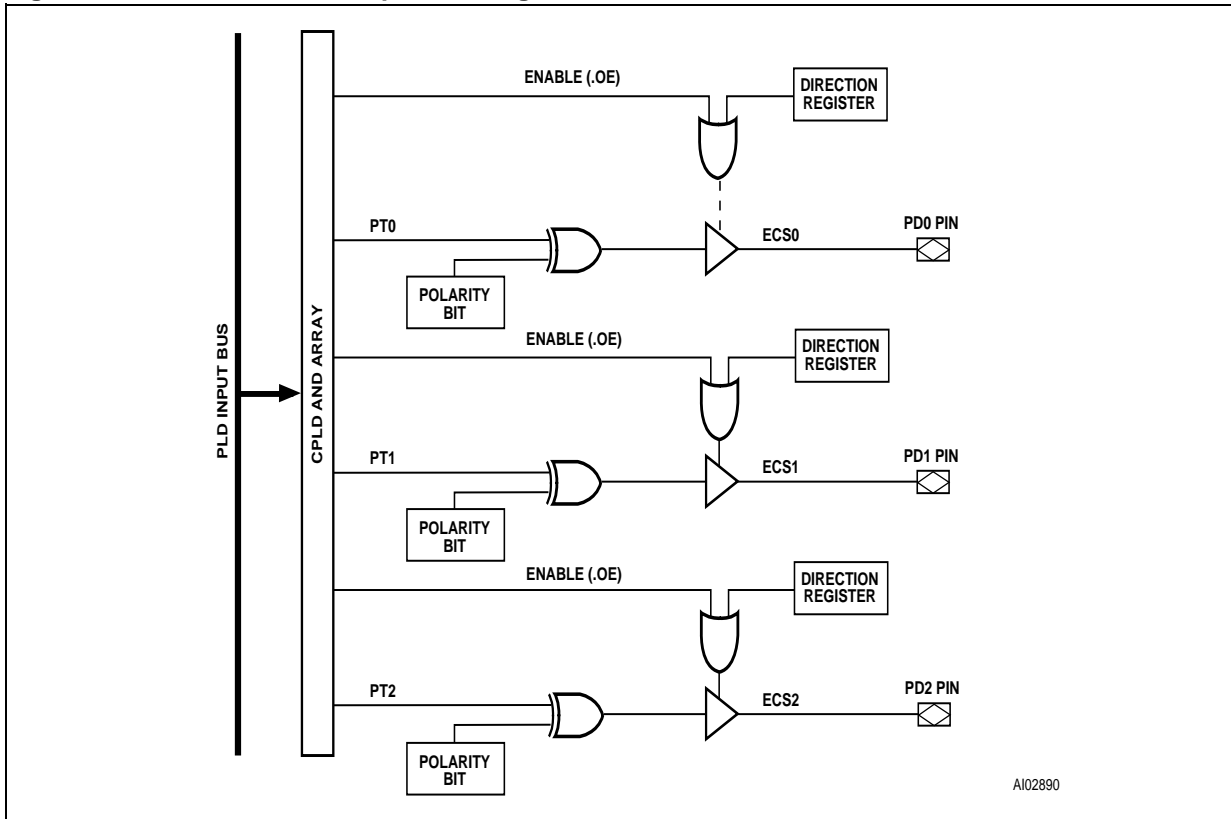 PLD INPUT BUS
CPLD AND ARRAY
ENABLE (.OE)
DIRECTION
REGISTER
PT0
ECS0
PD0 PIN
POLARITY
BIT
ENABLE (.OE)
DIRECTION
REGISTER
PT1
ECS1
PD1 PIN
POLARITY
BIT
ENABLE (.OE)
DIRECTION
REGISTER
PT2
ECS2
PD2 PIN
POLARITY
BIT
AI02890